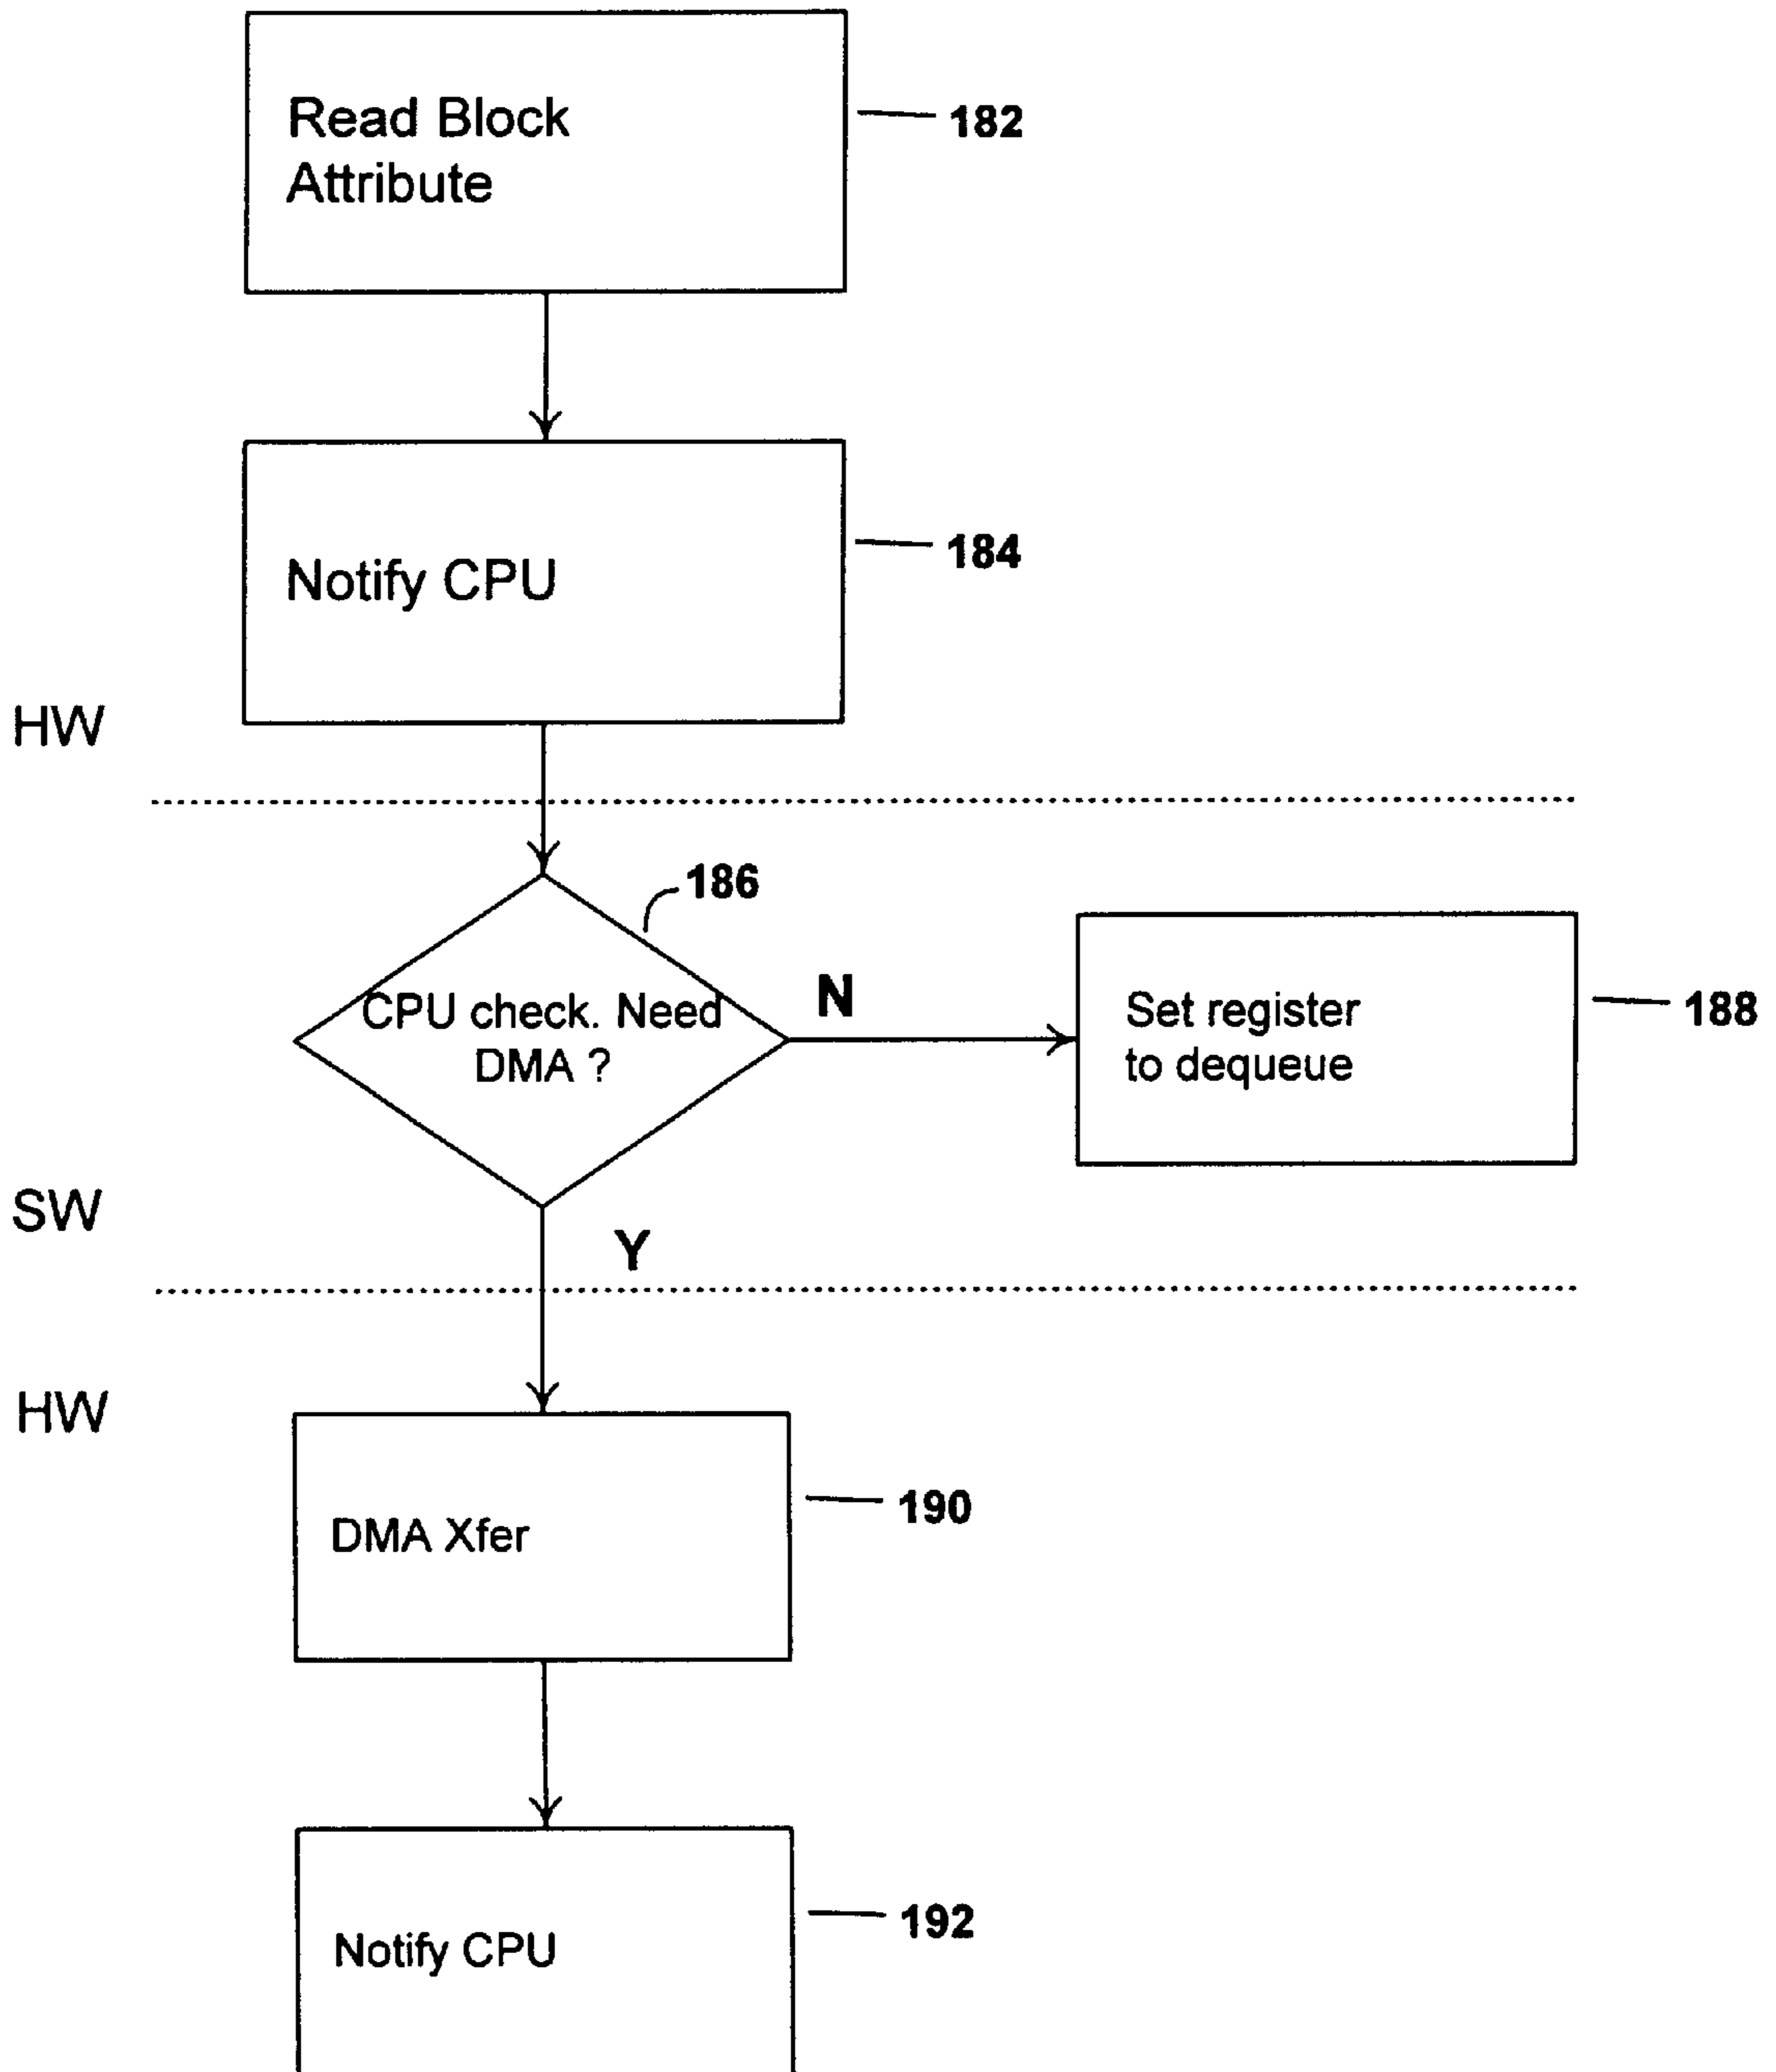 Read Block
Attribute
182
Notify CPU
184
HW
186
CPU check. Need
DMA ?
N
Set register
to dequeue
188
SW
Y
HW
DMA Xfer
190
Notify CPU
192